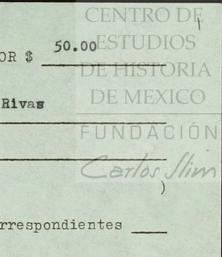 CENTRO DE
ESTUDIOS
DE HISTORIA
DE MEXICO
FUNDACIÓN
Carlos Slim
OR $ 50.00
Rivas
)
rrespondientes